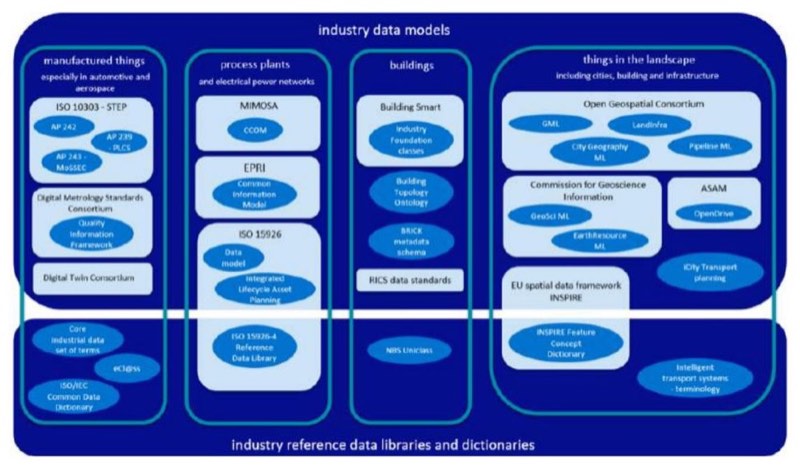 industry data models
manufactured things
especially in automotive and
aerospace
ISO 10303 - STEP
AP 242
AP 239
- PLCS
AP 243 -
MoSSEC
Digital Metrology Standards
Consortium
Quality
Information
Framework
Digital Twin Consortium
Core
industrial data
set of terms
eCl@ss
ISO/IEC
Common Data
Dictionary
process plants
and electrical power networks
MIMOSA
CCOM
EPRI
Common
Information
Model
ISO 15926
Data
model
Integrated
Lifecycle Asset
Planning
ISO 15926-4
Reference
Data Library
buildings
Building Smart
Industry
Foundation
classes
Building
Topology
Ontology
BRICK
metadata
schema
RICS data standards
NBS Uniclass
things in the landscape
including cities, building and infrastructure
Open Geospatial Consortium
GML
LandInfra
City Geography
ML
Pipeline ML
Commission for Geoscience
Information
GeoSci ML
EarthResource
ML
ASAM
OpenDrive
iCity Transport
planning
EU spatial data framework
INSPIRE
INSPIRE Feature
Concept
Dictionary
Intelligent
transport systems
- terminology
industry reference data libraries and dictionaries